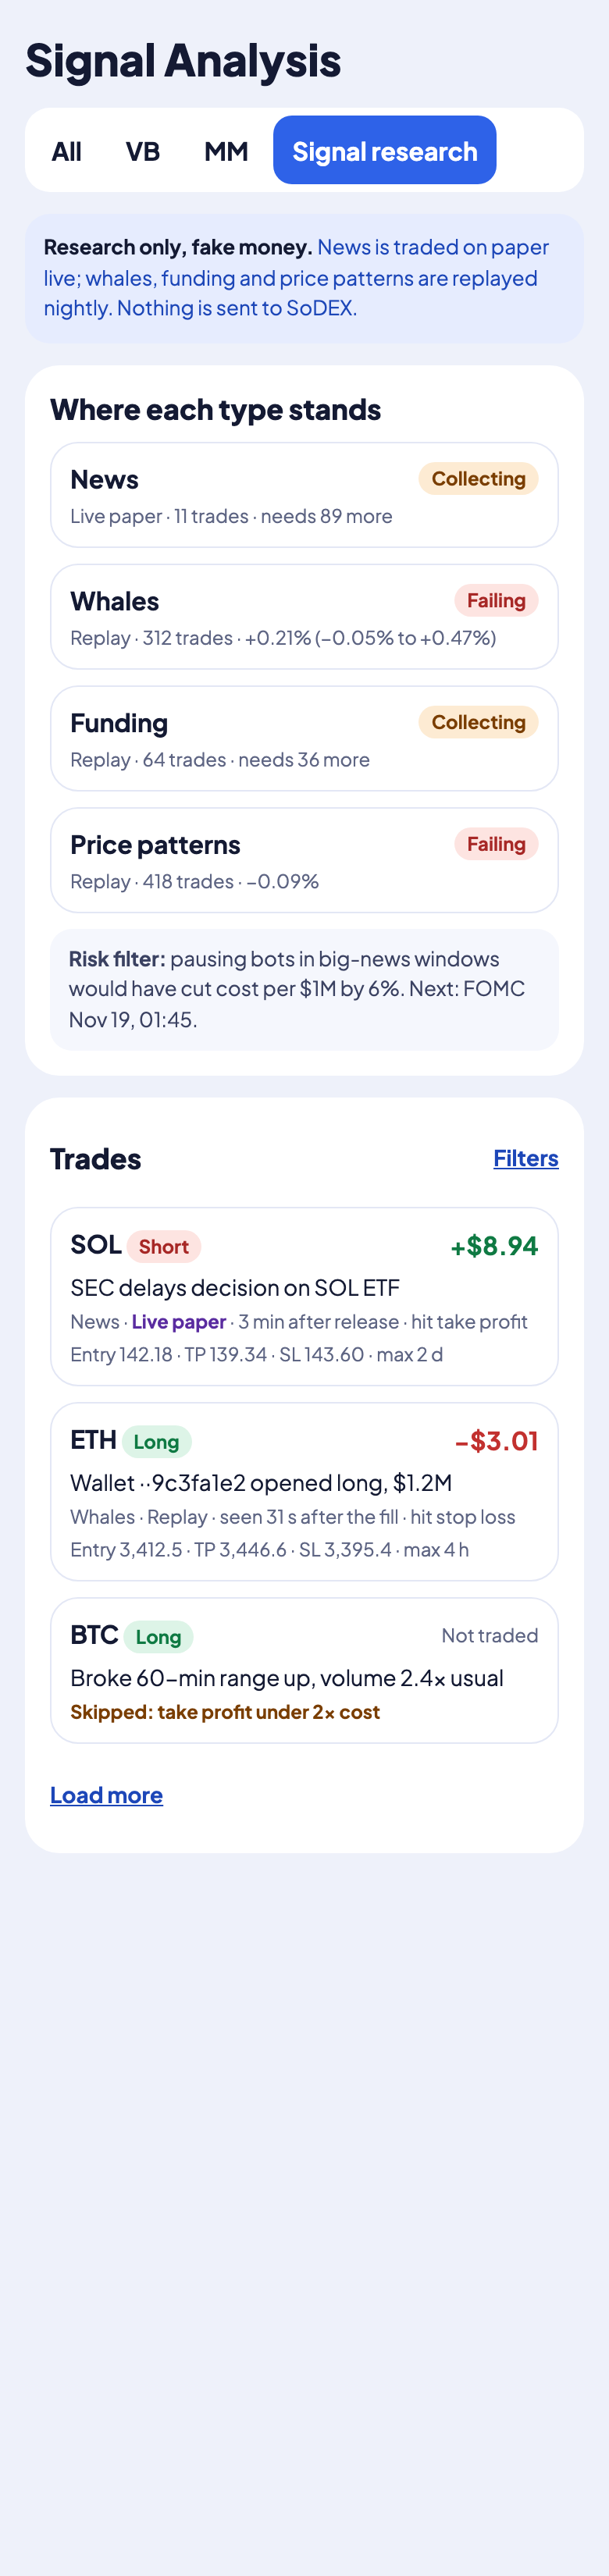 Signal Analysis
All VB MM Signal research
Research only, fake money. News is traded on paper
live; whales, funding and price patterns are replayed
nightly. Nothing is sent to SoDEX.
Where each type stands
News Collecting
Live paper · 11 trades · needs 89 more
Whales Failing
Replay · 312 trades · +0.21% (−0.05% to +0.47%)
Funding Collecting
Replay · 64 trades · needs 36 more
Price patterns Failing
Replay · 418 trades · −0.09%
Risk filter: pausing bots in big-news windows
would have cut cost per $1M by 6%. Next: FOMC
Nov 19, 01:45.
Trades Filters
SOL Short +$8.94
SEC delays decision on SOL ETF
News · Live paper · 3 min after release · hit take profit
Entry 142.18 · TP 139.34 · SL 143.60 · max 2 d
ETH Long −$3.01
Wallet ··9c3fa1e2 opened long, $1.2M
Whales · Replay · seen 31 s after the fill · hit stop loss
Entry 3,412.5 · TP 3,446.6 · SL 3,395.4 · max 4 h
BTC Long Not traded
Broke 60-min range up, volume 2.4× usual
Skipped: take profit under 2× cost
Load more